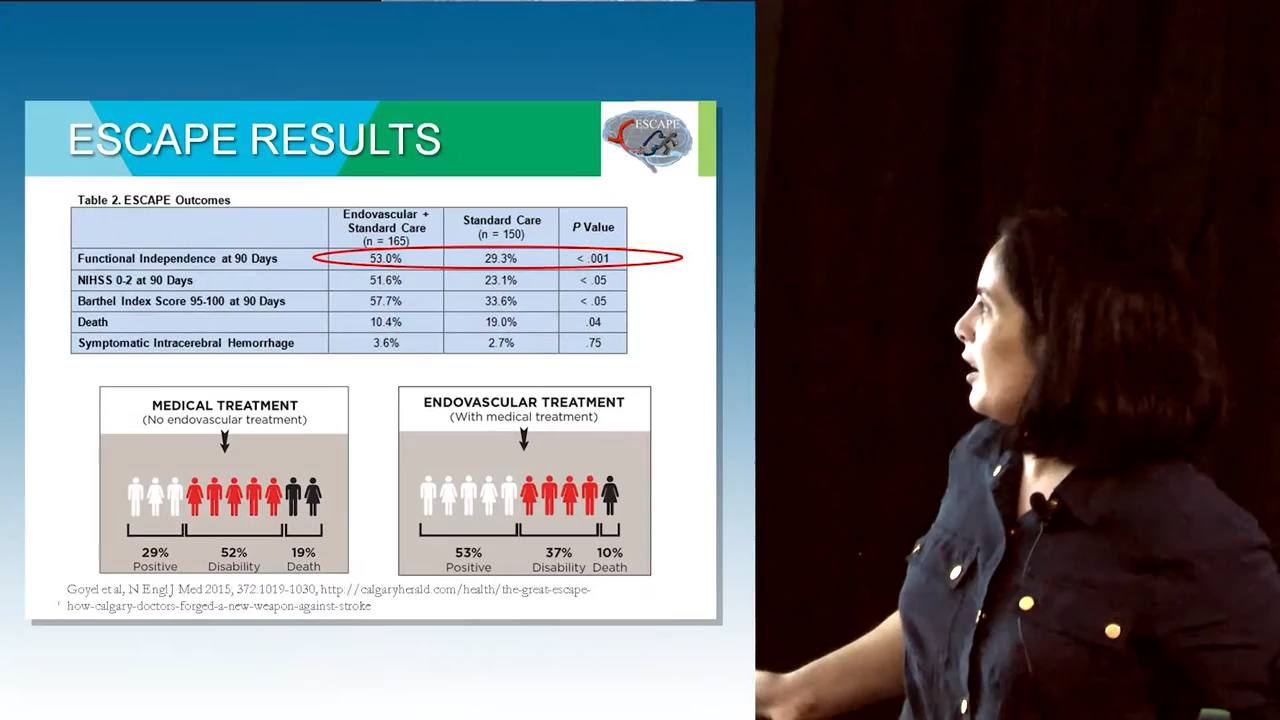 ESCAPE RESULTS
ESCAPE
Table 2. ESCAPE Outcomes
Endovascular + Standard Care (n = 165) Standard Care (n = 150) P Value
Functional Independence at 90 Days 53.0% 29.3% < .001
NIHSS 0-2 at 90 Days 51.6% 23.1% < .05
Barthel Index Score 95-100 at 90 Days 57.7% 33.6% < .05
Death 10.4% 19.0% .04
Symptomatic Intracerebral Hemorrhage 3.6% 2.7% .75
MEDICAL TREATMENT
(No endovascular treatment)
29% 52% 19%
Positive Disability Death
ENDOVASCULAR TREATMENT
(With medical treatment)
53% 37% 10%
Positive Disability Death
Goyel et al, N Engl J Med 2015, 372:1019-1030, http://calgaryherald.com/health/the-great-escape-
how-calgary-doctors-forged-a-new-weapon-against-stroke